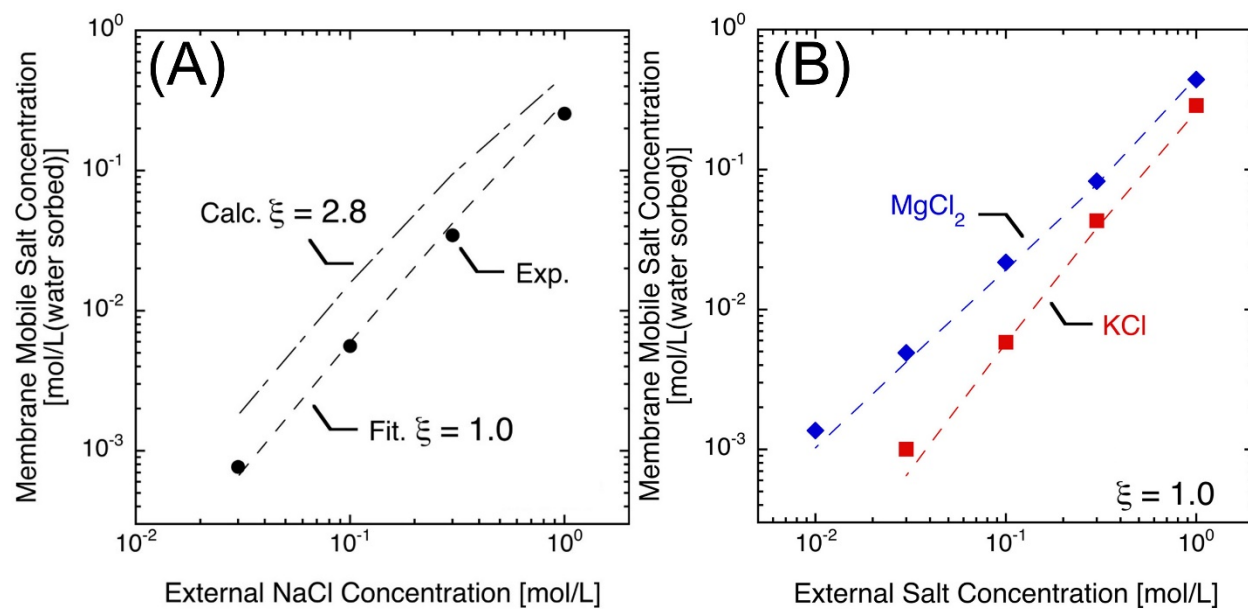 (A)
Membrane Mobile Salt Concentration
[mol/L(water sorbed)]
10^0
10^-1
10^-2
10^-3
Calc. ξ = 2.8
Exp.
Fit. ξ = 1.0
10^-2
10^-1
10^0
External NaCl Concentration [mol/L]
(B)
Membrane Mobile Salt Concentration
[mol/L(water sorbed)]
10^0
10^-1
10^-2
10^-3
MgCl₂
KCl
ξ = 1.0
10^-2
10^-1
10^0
External Salt Concentration [mol/L]